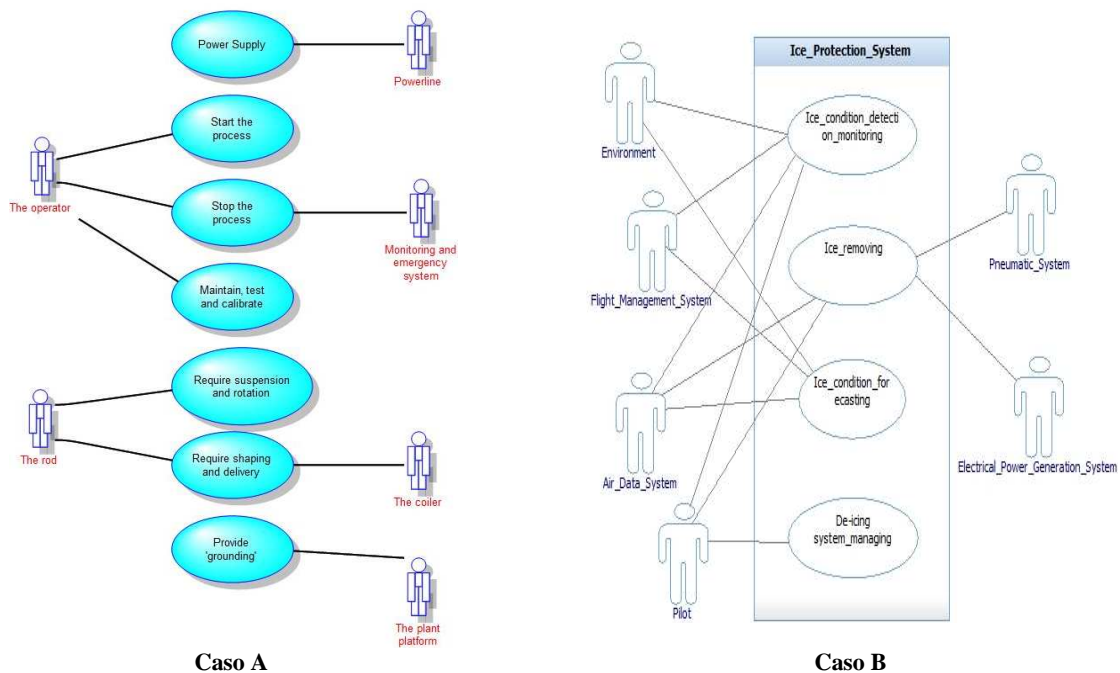 Power Supply
Powerline
Start the
process
The operator
Stop the
process
Monitoring and
emergency
system
Maintain, test
and calibrate
Require suspension
and rotation
The rod
Require shaping
and delivery
The coiler
Provide
'grounding'
The plant
platform
Caso A
Ice_Protection_System
Environment
Ice_condition_detecti
on_monitoring
Flight_Management_System
Ice_removing
Pneumatic_System
Ice_condition_for
ecasting
Air_Data_System
Electrical_Power_Generation_System
De-icing
system_managing
Pilot
Caso B